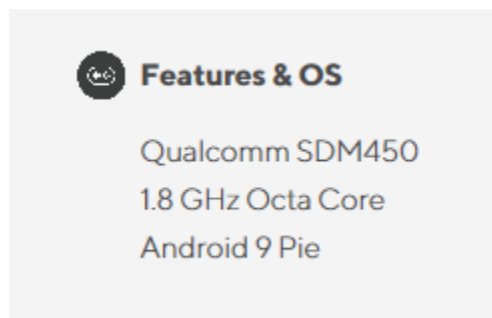 Features & OS
Qualcomm SDM450
1.8 GHz Octa Core
Android 9 Pie